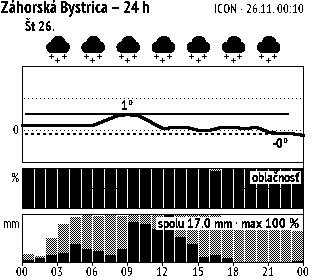 Záhorská Bystrica – 24 h
ICON · 26.11. 00:10
Št 26.
1°
0
-0°
%
oblačnosť
mm
spolu 17.0 mm · max 100 %
00 03 06 09 12 15 18 21 00